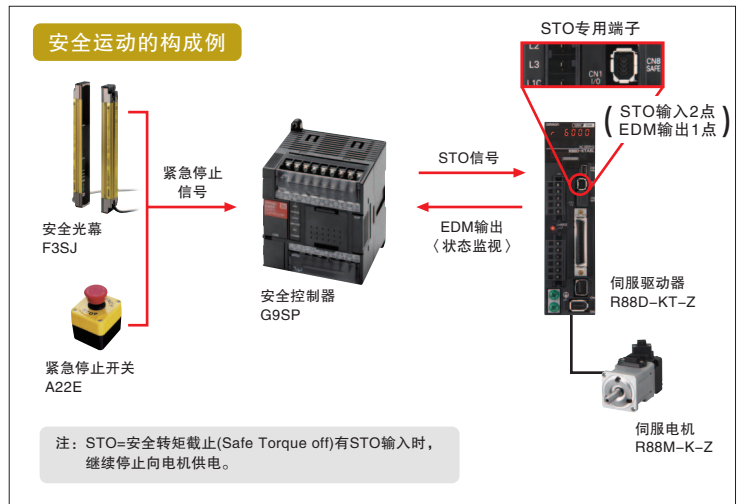 安全运动的构成例
STO专用端子
L2
L3
L1C
CN1
I/O
CNB
SAFE
STO输入2点
EDM输出1点
紧急停止
信号
STO信号
EDM输出
〈状态监视〉
安全光幕
F3SJ
安全控制器
G9SP
伺服驱动器
R88D-KT-Z
紧急停止开关
A22E
伺服电机
R88M-K-Z
注：STO=安全转矩截止(Safe Torque off)有STO输入时，
继续停止向电机供电。